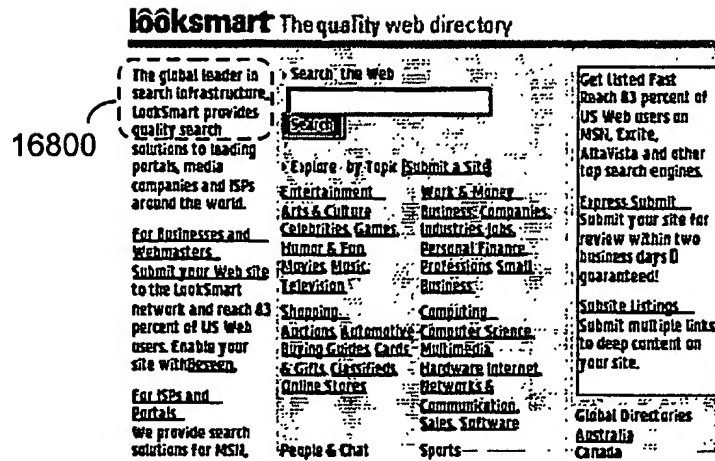 looksmart The quality web directory
16800
The global leader in
search infrastructure
LookSmart provides
quality search
solutions to leading
portals, media
companies and ISPs
around the world.
For Businesses and
Webmasters
Submit your Web site
to the LookSmart
network and reach 83
percent of US Web
users. Enable your
site with Beseen.
For ISPs and
Portals
We provide search
solutions for MSN,
Search the Web
Search
Explore by Topic Submit a Site
Entertainment
Arts & Culture
Celebrities, Games,
Humor & Fun
Movies, Music,
Television
Shopping
Auctions, Automotive
Buying Guides, Cards
& Gifts, Classifieds,
Online Stores
People & Chat
Work & Money
Business, Companies,
Industries, Jobs,
Personal Finance,
Professions, Small
Business
Computing
Computer Science,
Multimedia
Hardware, Internet,
Networks &
Communication,
Sales, Software
Sports
Get Listed Fast
Reach 83 percent of
US Web users on
MSN, Excite,
AltaVista and other
top search engines.
Express Submit
Submit your site for
review within two
business days
guaranteed!
Subsite Listings
Submit multiple links
to deep content on
your site.
Global Directories
Australia
Canada